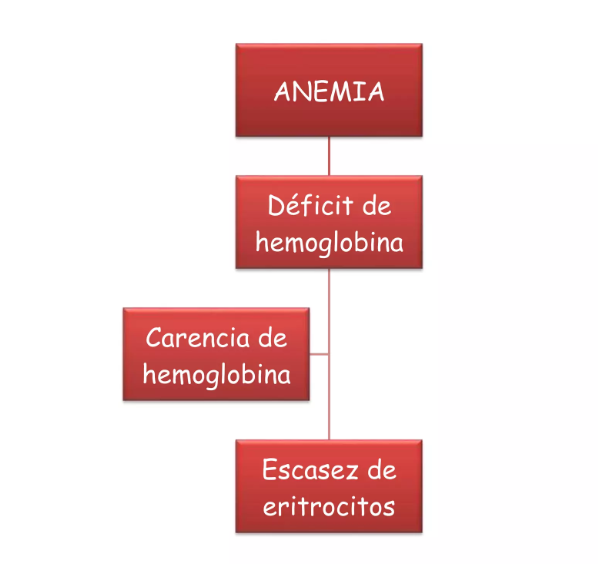 ANEMIA
Déficit de
hemoglobina
Carencia de
hemoglobina
Escasez de
eritrocitos